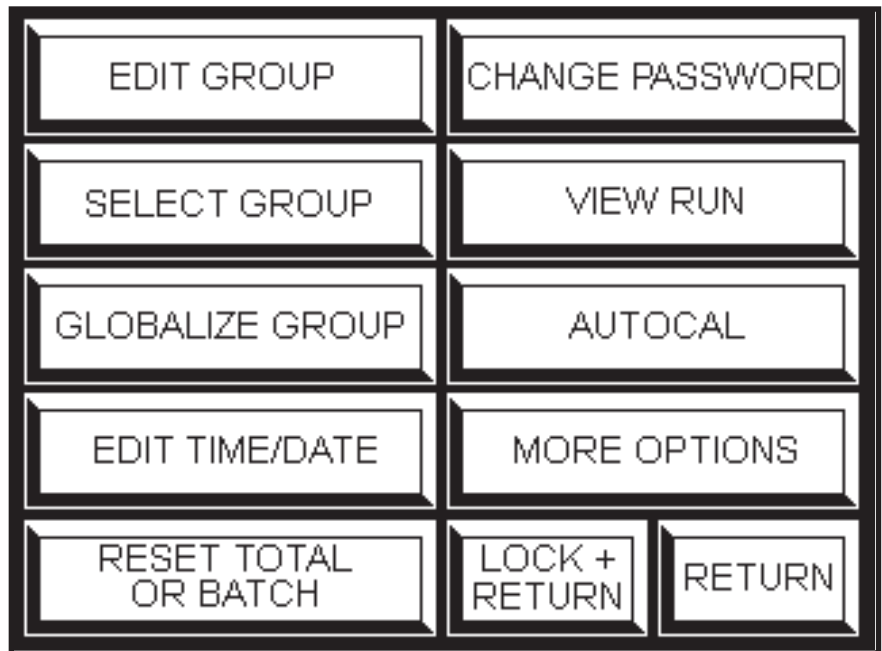 EDIT GROUP
CHANGE PASSWORD
SELECT GROUP
VIEW RUN
GLOBALIZE GROUP
AUTOCAL
EDIT TIME/DATE
MORE OPTIONS
RESET TOTAL
OR BATCH
LOCK +
RETURN
RETURN